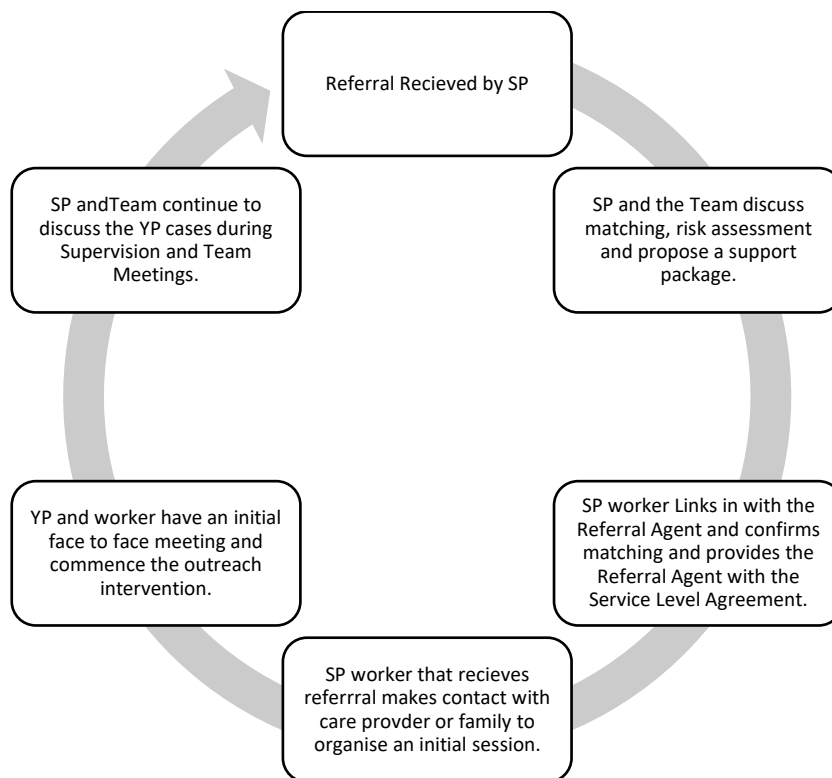 Referral Recieved by SP
SP and the Team discuss
matching, risk assessment
and propose a support
package.
SP worker Links in with the
Referral Agent and confirms
matching and provides the
Referral Agent with the
Service Level Agreement.
SP worker that recieves
referrral makes contact with
care provder or family to
organise an initial session.
YP and worker have an initial
face to face meeting and
commence the outreach
intervention.
SP andTeam continue to
discuss the YP cases during
Supervision and Team
Meetings.